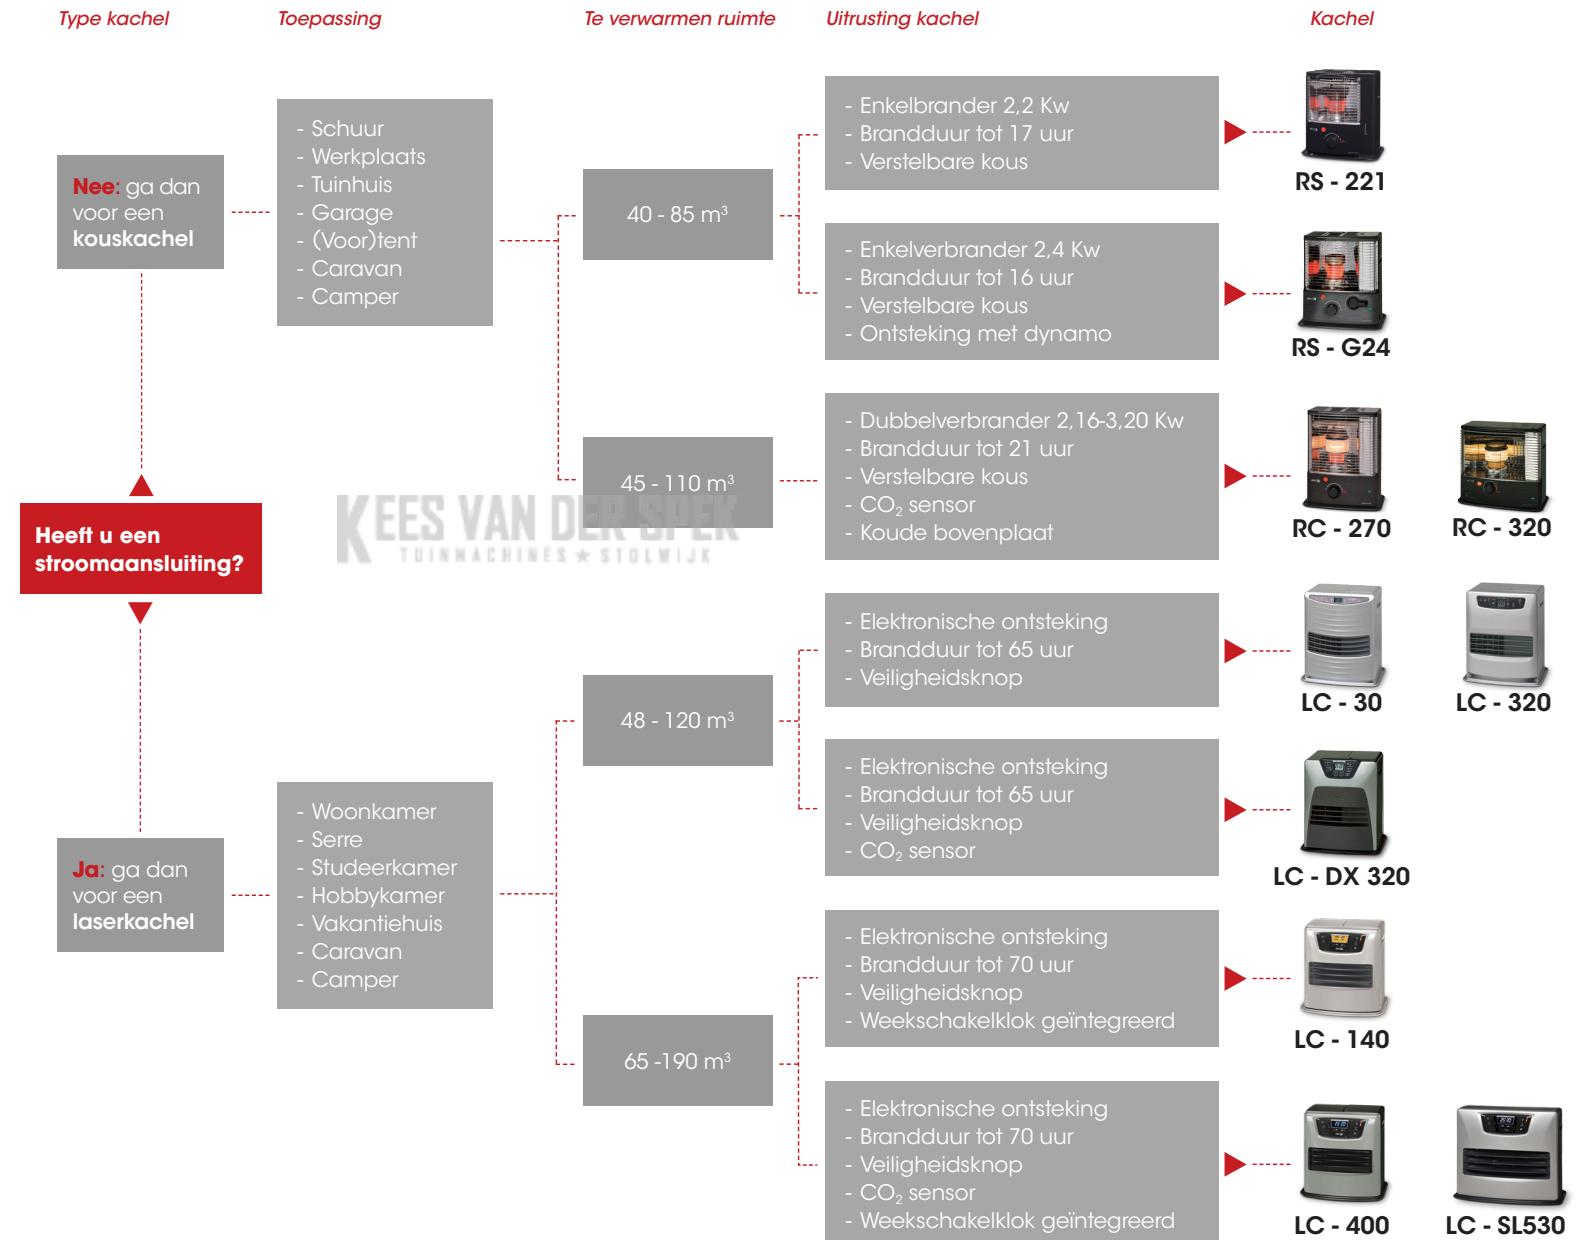 Type kachel
Toepassing
Te verwarmen ruimte
Uitrusting kachel
Kachel
Heeft u een
stroomaansluiting?
Nee: ga dan
voor een
kouskachel
- Schuur
- Werkplaats
- Tuinhuis
- Garage
- (Voor)tent
- Caravan
- Camper
40 - 85 m³
- Enkelbrander 2,2 Kw
- Brandduur tot 17 uur
- Verstelbare kous
RS - 221
- Enkelverbrander 2,4 Kw
- Brandduur tot 16 uur
- Verstelbare kous
- Ontsteking met dynamo
RS - G24
45 - 110 m³
- Dubbelverbrander 2,16-3,20 Kw
- Brandduur tot 21 uur
- Verstelbare kous
- CO₂ sensor
- Koude bovenplaat
RC - 270
RC - 320
KEES VAN DER SPEK
TUINMACHINES ★ STOLWIJK
Ja: ga dan
voor een
laserkachel
- Woonkamer
- Serre
- Studeerkamer
- Hobbykamer
- Vakantiehuis
- Caravan
- Camper
48 - 120 m³
- Elektronische ontsteking
- Brandduur tot 65 uur
- Veiligheidsknop
LC - 30
LC - 320
- Elektronische ontsteking
- Brandduur tot 65 uur
- Veiligheidsknop
- CO₂ sensor
LC - DX 320
65 -190 m³
- Elektronische ontsteking
- Brandduur tot 70 uur
- Veiligheidsknop
- Weekschakelklok geïntegreerd
LC - 140
- Elektronische ontsteking
- Brandduur tot 70 uur
- Veiligheidsknop
- CO₂ sensor
- Weekschakelklok geïntegreerd
LC - 400
LC - SL530